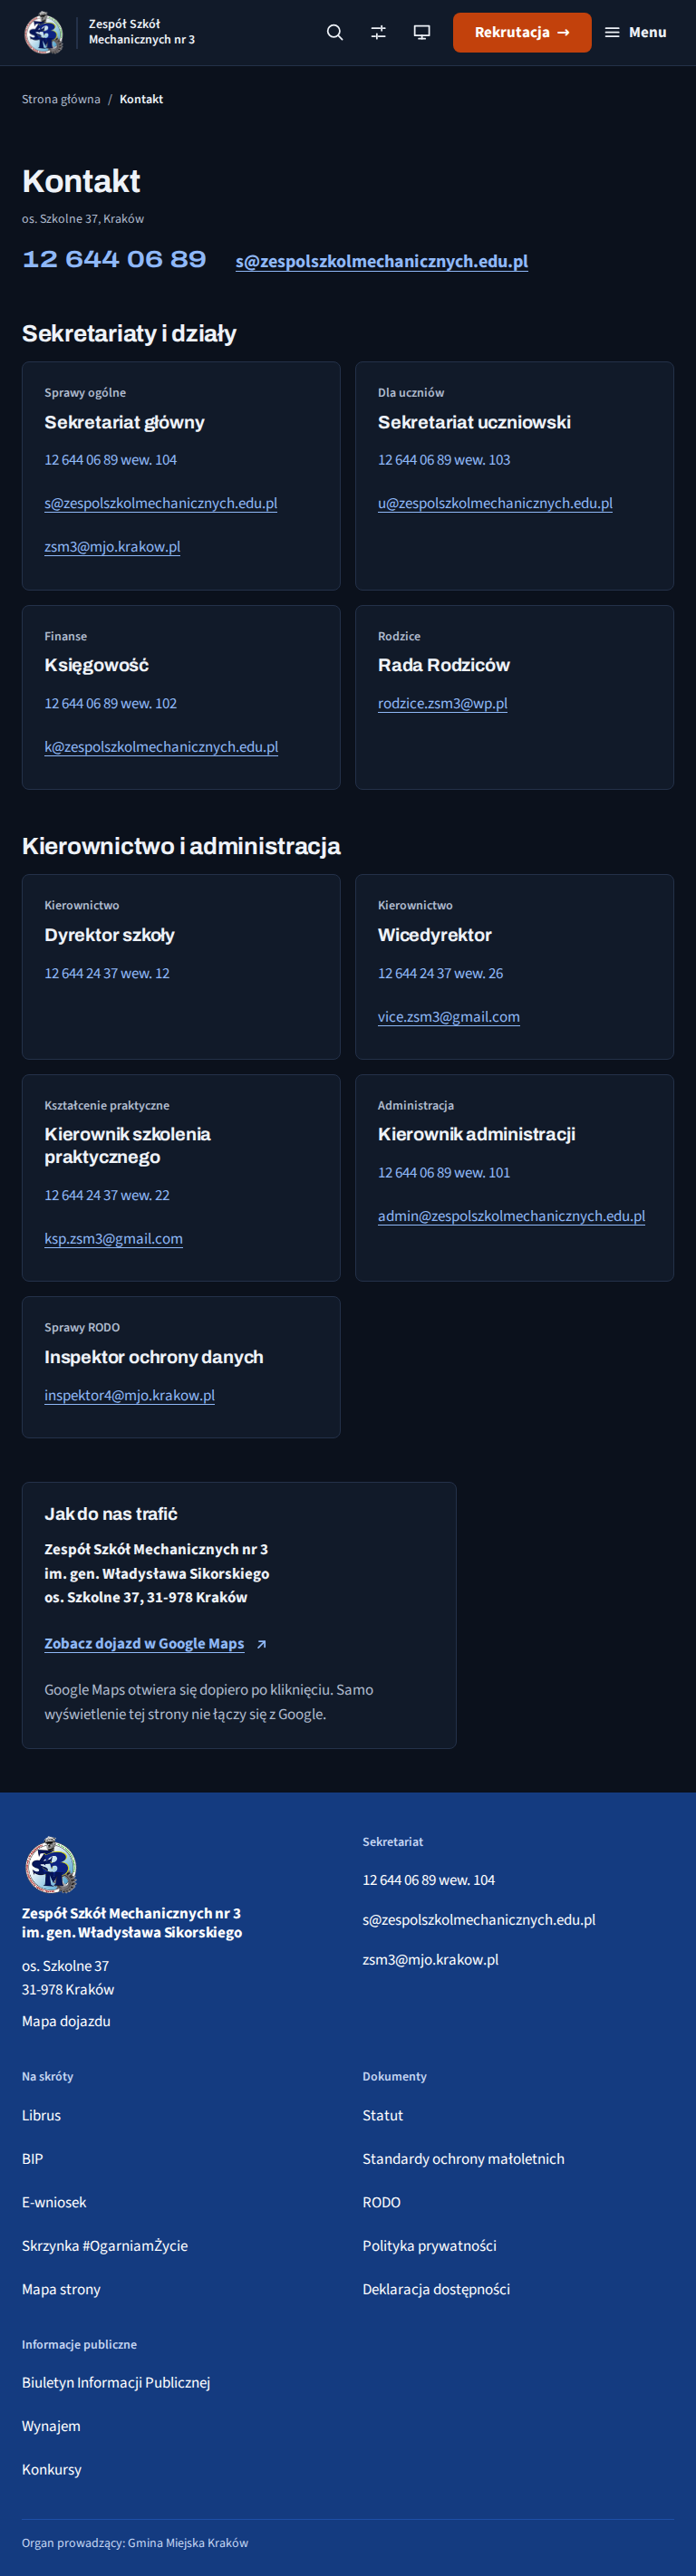 Zespół Szkół
Mechanicznych nr 3
Rekrutacja →
Menu
Strona główna / Kontakt
Kontakt
os. Szkolne 37, Kraków
12 644 06 89
s@zespolszkolmechanicznych.edu.pl
Sekretariaty i działy
Sprawy ogólne
Sekretariat główny
12 644 06 89 wew. 104
s@zespolszkolmechanicznych.edu.pl
zsm3@mjo.krakow.pl
Dla uczniów
Sekretariat uczniowski
12 644 06 89 wew. 103
u@zespolszkolmechanicznych.edu.pl
Finanse
Księgowość
12 644 06 89 wew. 102
k@zespolszkolmechanicznych.edu.pl
Rodzice
Rada Rodziców
rodzice.zsm3@wp.pl
Kierownictwo i administracja
Kierownictwo
Dyrektor szkoły
12 644 24 37 wew. 12
Kierownictwo
Wicedyrektor
12 644 24 37 wew. 26
vice.zsm3@gmail.com
Kształcenie praktyczne
Kierownik szkolenia
praktycznego
12 644 24 37 wew. 22
ksp.zsm3@gmail.com
Administracja
Kierownik administracji
12 644 06 89 wew. 101
admin@zespolszkolmechanicznych.edu.pl
Sprawy RODO
Inspektor ochrony danych
inspektor4@mjo.krakow.pl
Jak do nas trafić
Zespół Szkół Mechanicznych nr 3
im. gen. Władysława Sikorskiego
os. Szkolne 37, 31-978 Kraków
Zobacz dojazd w Google Maps
Google Maps otwiera się dopiero po kliknięciu. Samo
wyświetlenie tej strony nie łączy się z Google.
Zespół Szkół Mechanicznych nr 3
im. gen. Władysława Sikorskiego
os. Szkolne 37
31-978 Kraków
Mapa dojazdu
Sekretariat
12 644 06 89 wew. 104
s@zespolszkolmechanicznych.edu.pl
zsm3@mjo.krakow.pl
Na skróty
Librus
BIP
E-wniosek
Skrzynka #OgarniamŻycie
Mapa strony
Dokumenty
Statut
Standardy ochrony małoletnich
RODO
Polityka prywatności
Deklaracja dostępności
Informacje publiczne
Biuletyn Informacji Publicznej
Wynajem
Konkursy
Organ prowadzący: Gmina Miejska Kraków